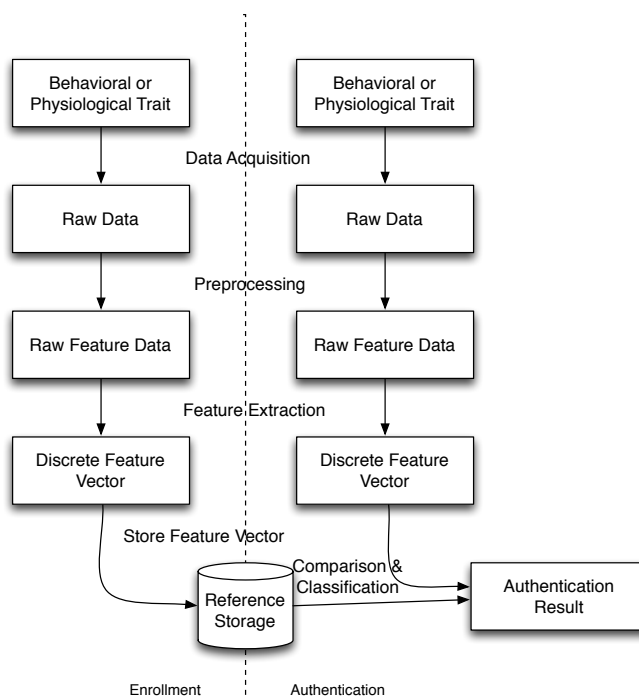 Behavioral or
Physiological Trait
Behavioral or
Physiological Trait
Data Acquisition
Raw Data
Raw Data
Preprocessing
Raw Feature Data
Raw Feature Data
Feature Extraction
Discrete Feature
Vector
Discrete Feature
Vector
Store Feature Vector
Comparison &
Classification
Reference
Storage
Authentication
Result
Enrollment
Authentication